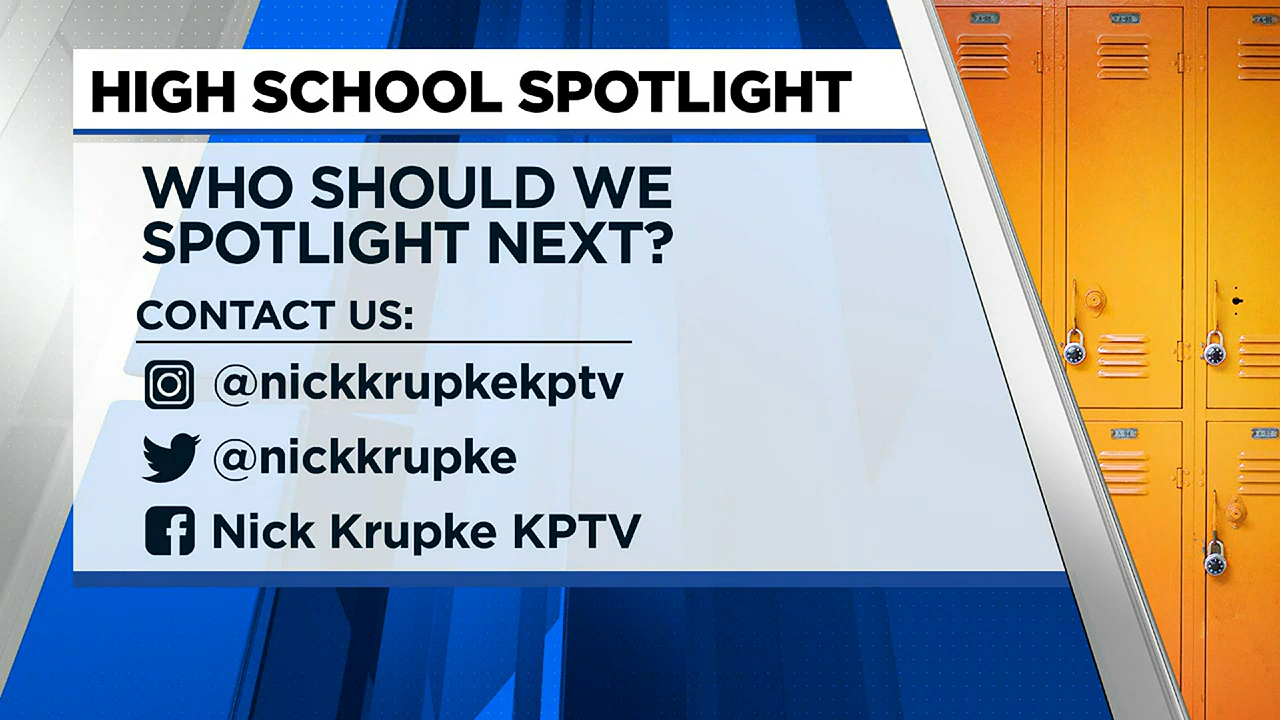 HIGH SCHOOL SPOTLIGHT
WHO SHOULD WE
SPOTLIGHT NEXT?
CONTACT US:
@nickkrupkekptv
@nickkrupke
Nick Krupke KPTV